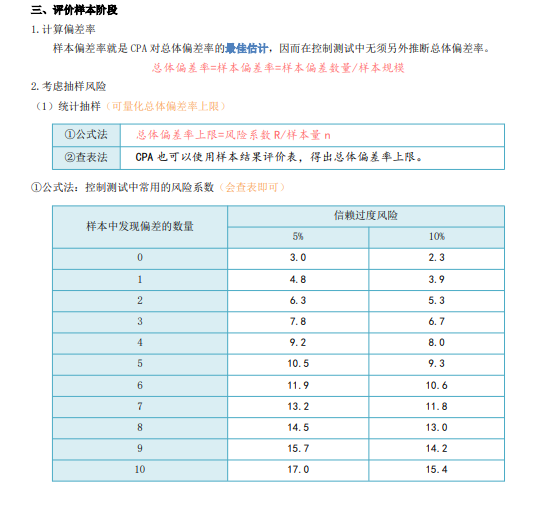 三、评价样本阶段
1.计算偏差率
样本偏差率就是 CPA 对总体偏差率的最佳估计，因而在控制测试中无须另外推断总体偏差率。
总体偏差率=样本偏差率=样本偏差数量/样本规模
2.考虑抽样风险
（1）统计抽样（可量化总体偏差率上限）
①公式法 总体偏差率上限=风险系数 R/样本量 n
②查表法 CPA 也可以使用样本结果评价表，得出总体偏差率上限。
①公式法：控制测试中常用的风险系数（会查表即可）
样本中发现偏差的数量 信赖过度风险
5% 10%
0 3.0 2.3
1 4.8 3.9
2 6.3 5.3
3 7.8 6.7
4 9.2 8.0
5 10.5 9.3
6 11.9 10.6
7 13.2 11.8
8 14.5 13.0
9 15.7 14.2
10 17.0 15.4